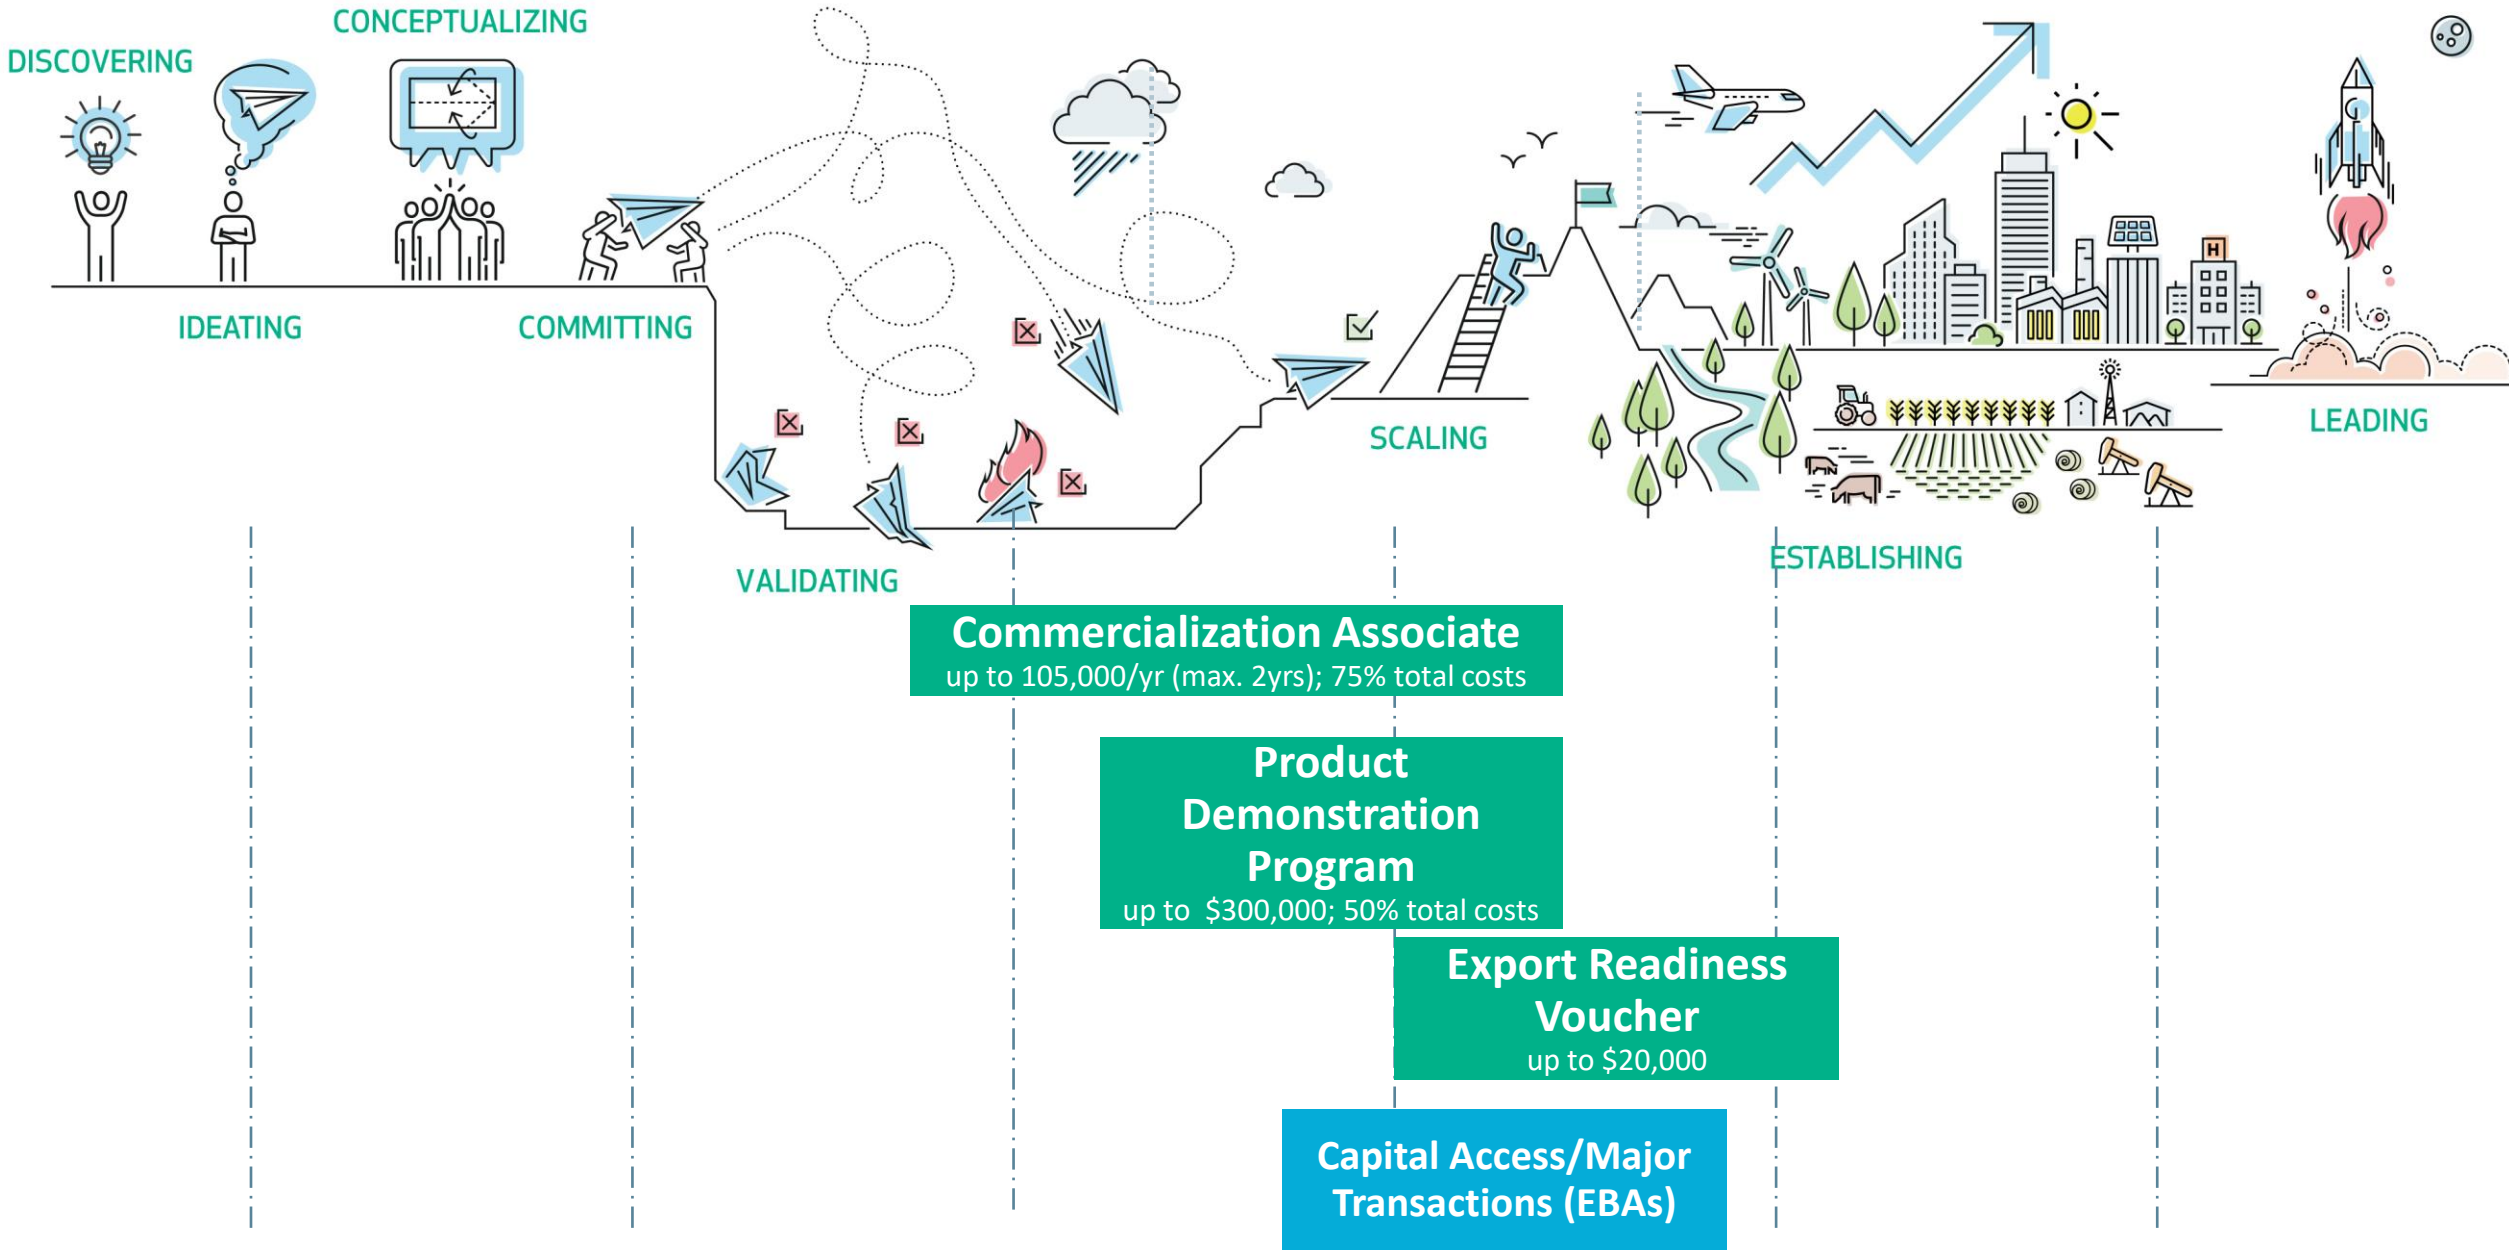 CONCEPTUALIZING
DISCOVERING
IDEATING
COMMITTING
H
SCALING
LEADING
VALIDATING
ESTABLISHING
Commercialization Associate
up to 105,000/yr (max. 2yrs); 75% total costs
Product
Demonstration
Program
up to $300,000; 50% total costs
Export Readiness
Voucher
up to $20,000
Capital Access/Major
Transactions (EBAs)